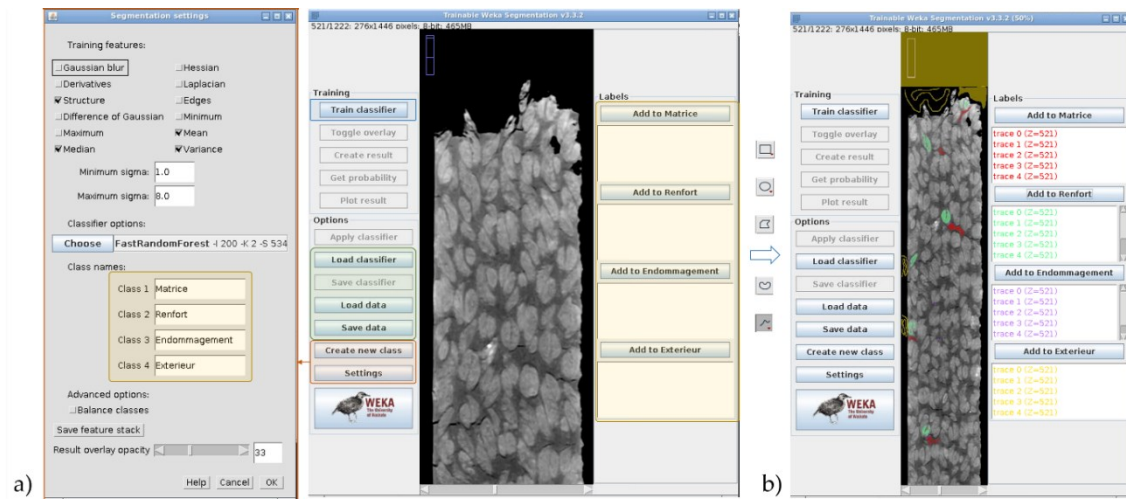 Segmentation settings
Training features:
Gaussian blur
Hessian
Derivatives
Laplacian
Structure
Edges
Difference of Gaussian
Minimum
Maximum
Mean
Median
Variance
Minimum sigma: 1.0
Maximum sigma: 8.0
Classifier options:
Choose FastRandomForest -I 200 -K 2 -S 534
Class names:
Class 1 Matrice
Class 2 Renfort
Class 3 Endommagement
Class 4 Exterieur
Advanced options:
Balance classes
Save feature stack
Result overlay opacity 33
Help Cancel OK
a)
Trainable Weka Segmentation v3.3.2
521/1222: 276x1446 pixels; 8-bit; 465MB
Training
Train classifier
Toggle overlay
Create result
Get probability
Plot result
Options
Apply classifier
Load classifier
Save classifier
Load data
Save data
Create new class
Settings
WEKA
The University
of Waikato
Labels
Add to Matrice
Add to Renfort
Add to Endommagement
Add to Exterieur
b)
Trainable Weka Segmentation v3.3.2 (50%)
521/1222: 276x1446 pixels; 8-bit; 465MB
Training
Train classifier
Toggle overlay
Create result
Get probability
Plot result
Options
Apply classifier
Load classifier
Save classifier
Load data
Save data
Create new class
Settings
WEKA
The University
of Waikato
Labels
Add to Matrice
trace 0 (Z=521)
trace 1 (Z=521)
trace 2 (Z=521)
trace 3 (Z=521)
trace 4 (Z=521)
Add to Renfort
trace 0 (Z=521)
trace 1 (Z=521)
trace 2 (Z=521)
trace 3 (Z=521)
trace 4 (Z=521)
Add to Endommagement
trace 0 (Z=521)
trace 1 (Z=521)
trace 2 (Z=521)
trace 3 (Z=521)
trace 4 (Z=521)
Add to Exterieur
trace 0 (Z=521)
trace 1 (Z=521)
trace 2 (Z=521)
trace 3 (Z=521)
trace 4 (Z=521)